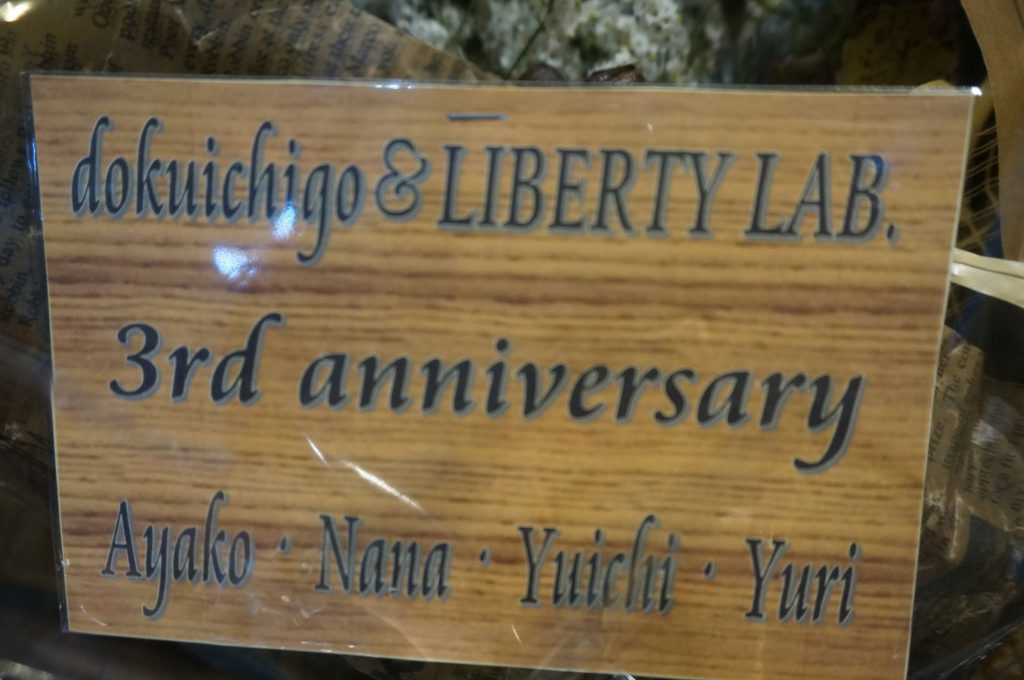 dokuichigo & LIBERTY LAB.
3rd anniversary
Ayako・Nana・Yuichi・Yuri